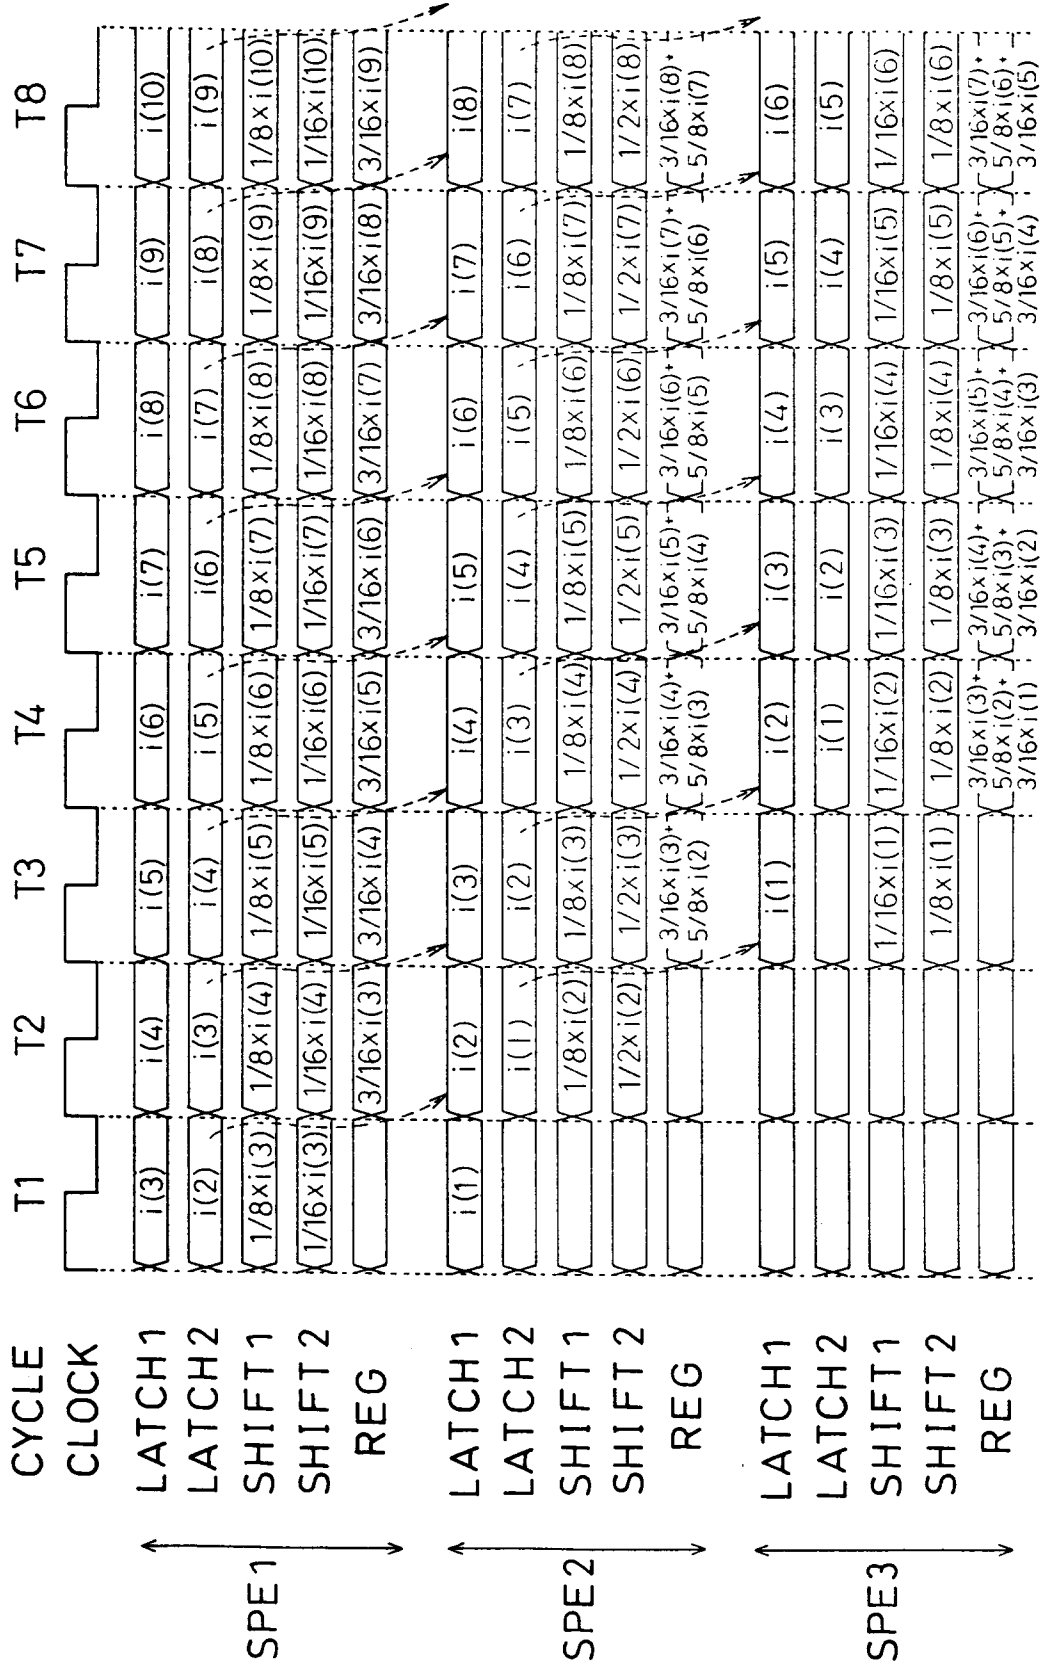 CYCLE T1 T2 T3 T4 T5 T6 T7 T8
CLOCK
SPE1
LATCH1 i(3) i(4) i(5) i(6) i(7) i(8) i(9) i(10)
LATCH2 i(2) i(3) i(4) i(5) i(6) i(7) i(8) i(9)
SHIFT1 1/8×i(3) 1/8×i(4) 1/8×i(5) 1/8×i(6) 1/8×i(7) 1/8×i(8) 1/8×i(9) 1/8×i(10)
SHIFT2 1/16×i(3) 1/16×i(4) 1/16×i(5) 1/16×i(6) 1/16×i(7) 1/16×i(8) 1/16×i(9) 1/16×i(10)
REG 3/16×i(3) 3/16×i(4) 3/16×i(5) 3/16×i(6) 3/16×i(7) 3/16×i(8) 3/16×i(9)
SPE2
LATCH1 i(1) i(2) i(3) i(4) i(5) i(6) i(7) i(8)
LATCH2 i(1) i(2) i(3) i(4) i(5) i(6) i(7)
SHIFT1 1/8×i(2) 1/8×i(3) 1/8×i(4) 1/8×i(5) 1/8×i(6) 1/8×i(7) 1/8×i(8)
SHIFT2 1/2×i(2) 1/2×i(3) 1/2×i(4) 1/2×i(5) 1/2×i(6) 1/2×i(7) 1/2×i(8)
REG 3/16×i(3)+ 3/16×i(4)+ 3/16×i(5)+ 3/16×i(6)+ 3/16×i(7)+ 3/16×i(8)+
5/8×i(2) 5/8×i(3) 5/8×i(4) 5/8×i(5) 5/8×i(6) 5/8×i(7)
SPE3
LATCH1 i(1) i(2) i(3) i(4) i(5) i(6)
LATCH2 i(1) i(2) i(3) i(4) i(5)
SHIFT1 1/16×i(1) 1/16×i(2) 1/16×i(3) 1/16×i(4) 1/16×i(5) 1/16×i(6)
SHIFT2 1/8×i(1) 1/8×i(2) 1/8×i(3) 1/8×i(4) 1/8×i(5) 1/8×i(6)
REG 3/16×i(3)+ 3/16×i(4)+ 3/16×i(5)+ 3/16×i(6)+ 3/16×i(7)+
5/8×i(2)+ 5/8×i(3)+ 5/8×i(4)+ 5/8×i(5)+ 5/8×i(6)+
3/16×i(1) 3/16×i(2) 3/16×i(3) 3/16×i(4) 3/16×i(5)